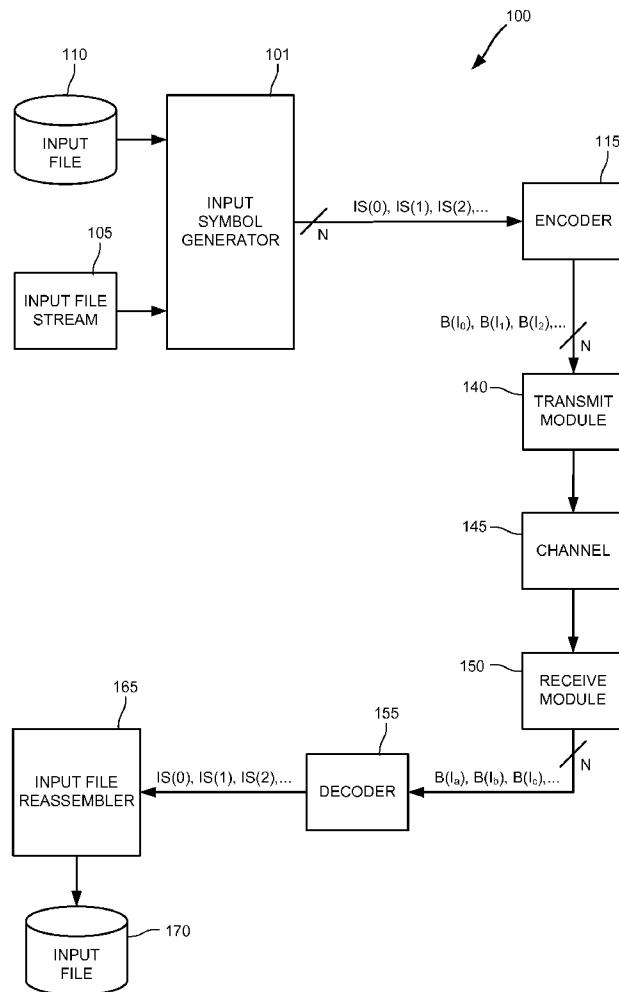 100
110
INPUT
FILE
101
INPUT
SYMBOL
GENERATOR
105
INPUT FILE
STREAM
IS(0), IS(1), IS(2),...
N
115
ENCODER
B(I₀), B(I₁), B(I₂),...
N
140
TRANSMIT
MODULE
145
CHANNEL
150
RECEIVE
MODULE
N
B(Iₐ), B(I_b), B(I_c),...
155
DECODER
IS(0), IS(1), IS(2),...
165
INPUT FILE
REASSEMBLER
170
INPUT
FILE